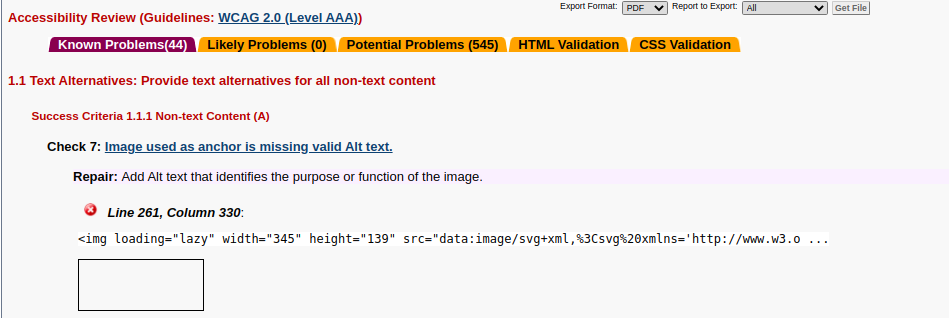 Accessibility Review (Guidelines: WCAG 2.0 (Level AAA))
Export Format: PDF Report to Export: All Get File
Known Problems(44) Likely Problems (0) Potential Problems (545) HTML Validation CSS Validation
1.1 Text Alternatives: Provide text alternatives for all non-text content
Success Criteria 1.1.1 Non-text Content (A)
Check 7: Image used as anchor is missing valid Alt text.
Repair: Add Alt text that identifies the purpose or function of the image.
Line 261, Column 330:
<img loading="lazy" width="345" height="139" src="data:image/svg+xml,%3Csvg%20xmlns='http://www.w3.o ...